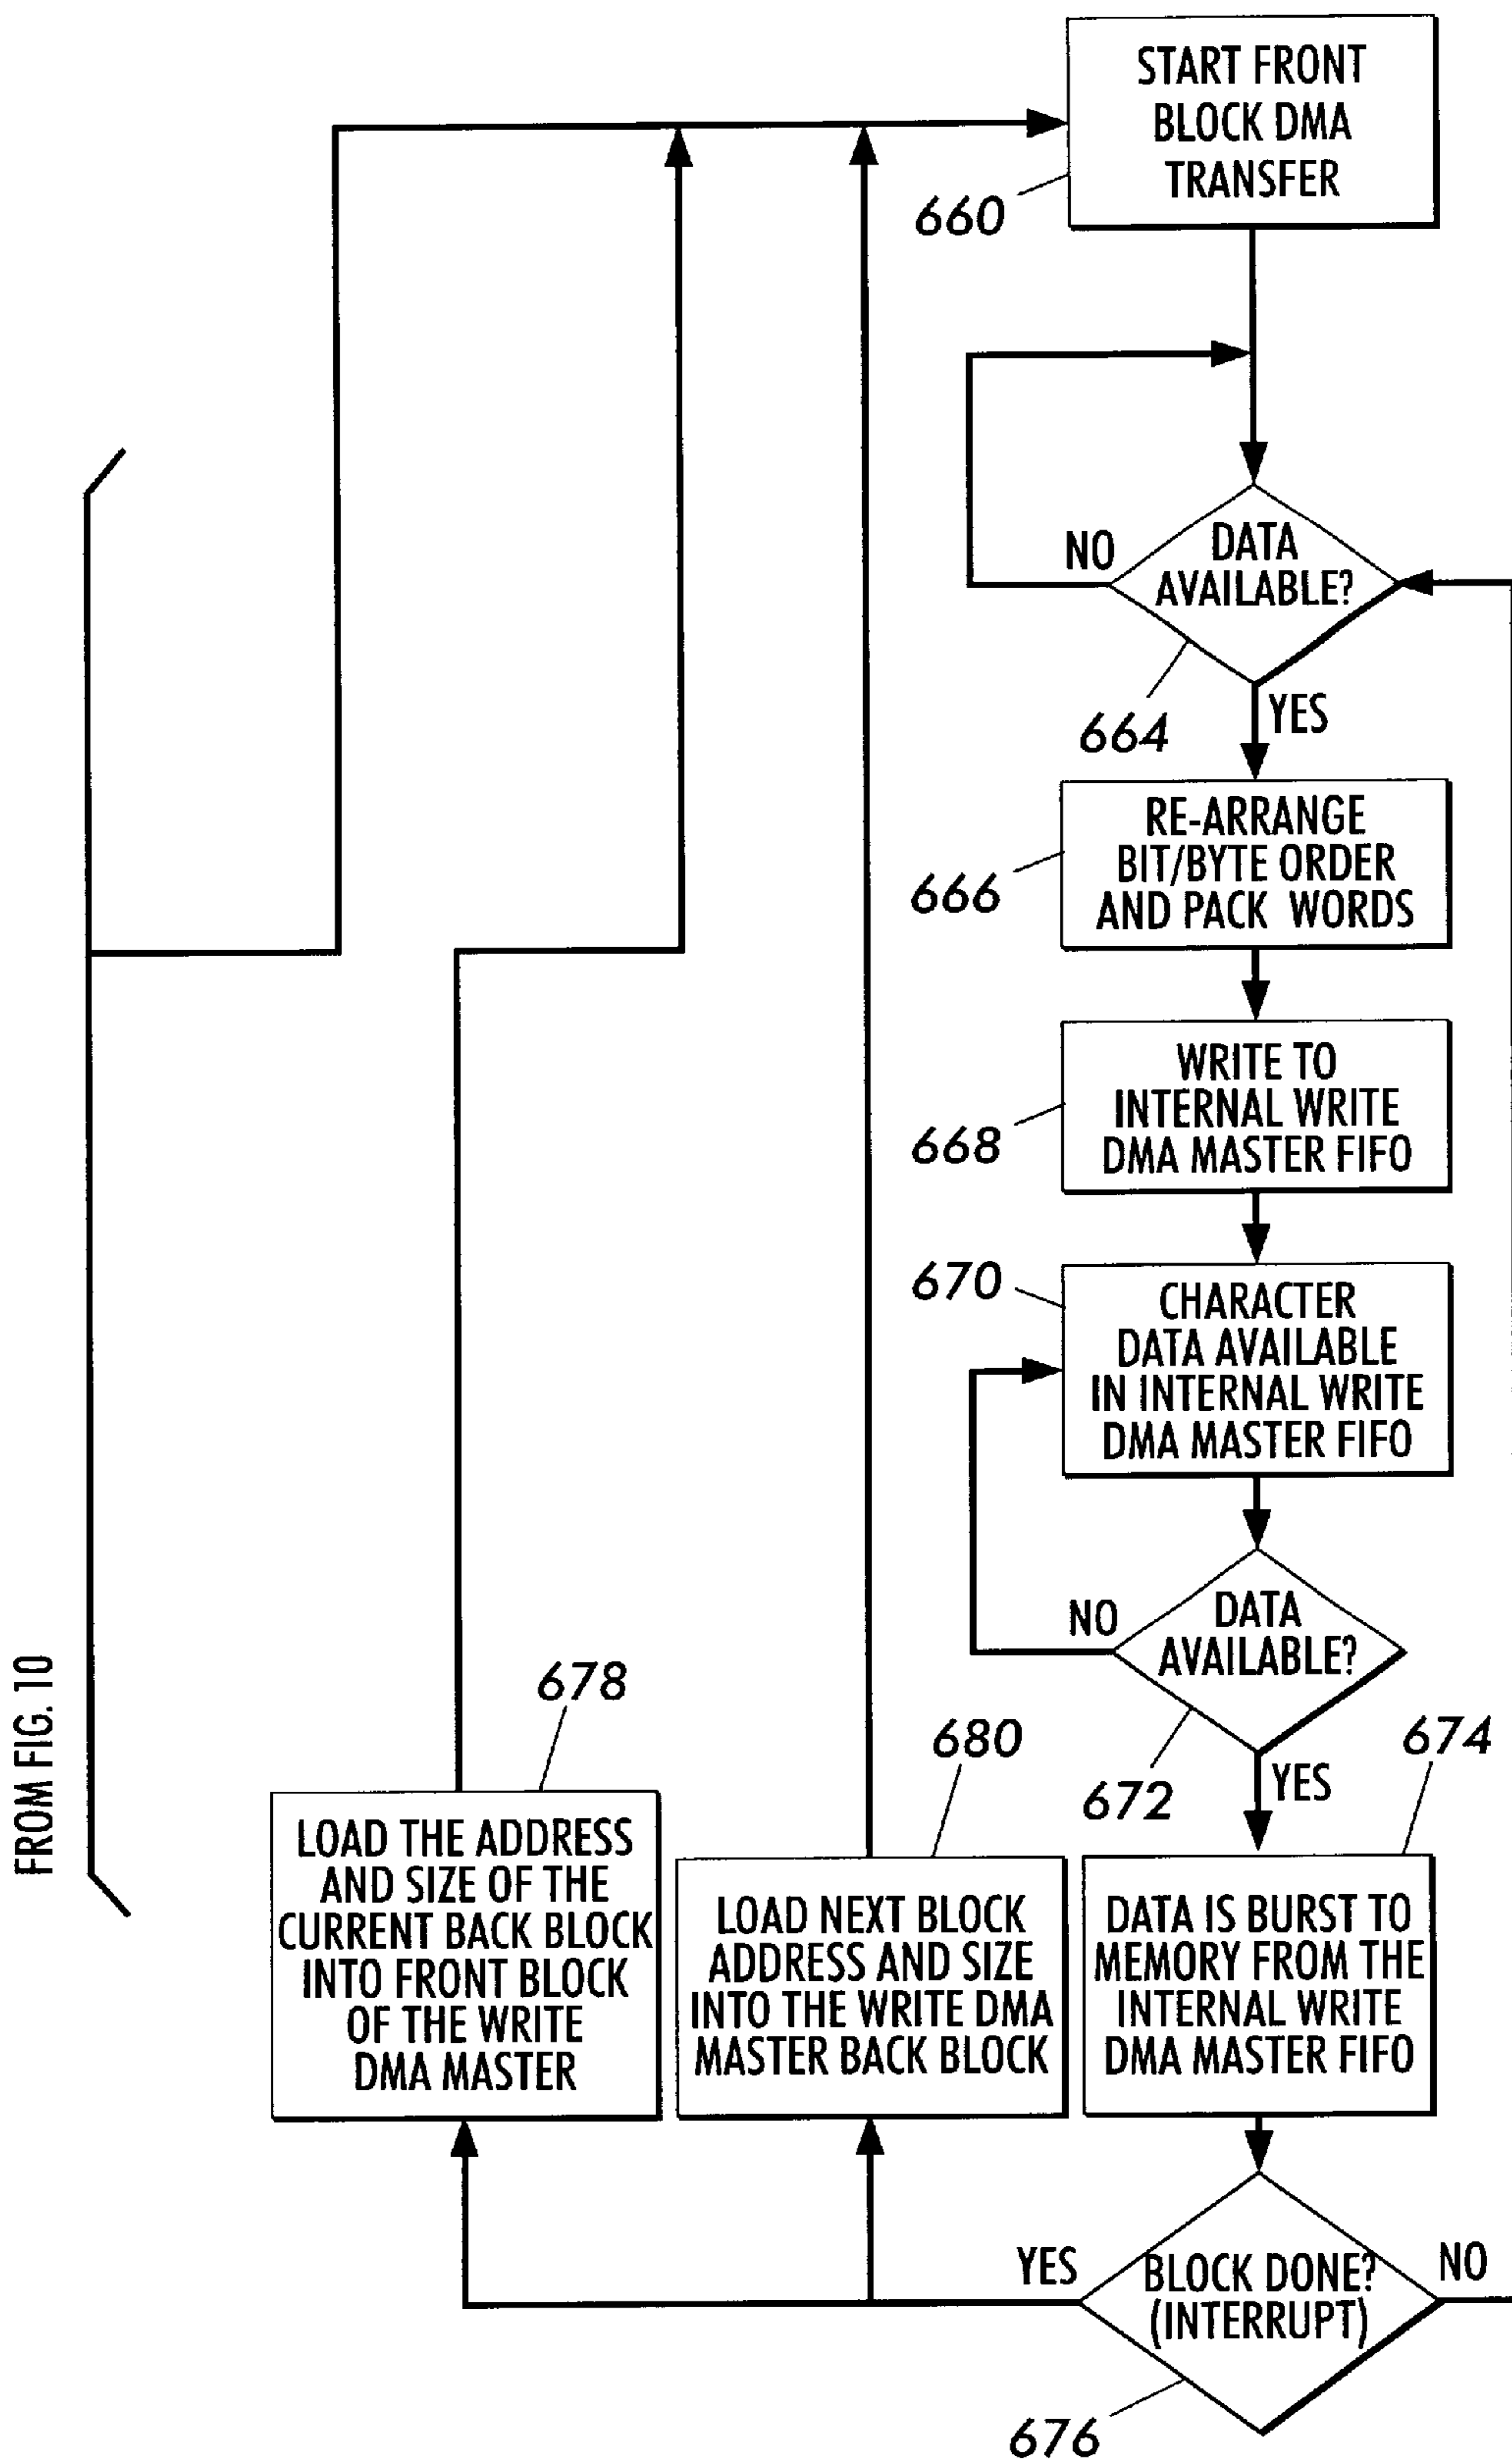 START FRONT
BLOCK DMA
TRANSFER
660
DATA
AVAILABLE?
NO
664
YES
RE-ARRANGE
BIT/BYTE ORDER
AND PACK WORDS
666
WRITE TO
INTERNAL WRITE
DMA MASTER FIFO
668
670
CHARACTER
DATA AVAILABLE
IN INTERNAL WRITE
DMA MASTER FIFO
NO
DATA
AVAILABLE?
672
YES
674
DATA IS BURST TO
MEMORY FROM THE
INTERNAL WRITE
DMA MASTER FIFO
680
LOAD NEXT BLOCK
ADDRESS AND SIZE
INTO THE WRITE DMA
MASTER BACK BLOCK
678
LOAD THE ADDRESS
AND SIZE OF THE
CURRENT BACK BLOCK
INTO FRONT BLOCK
OF THE WRITE
DMA MASTER
FROM FIG. 10
YES
BLOCK DONE?
(INTERRUPT)
NO
676